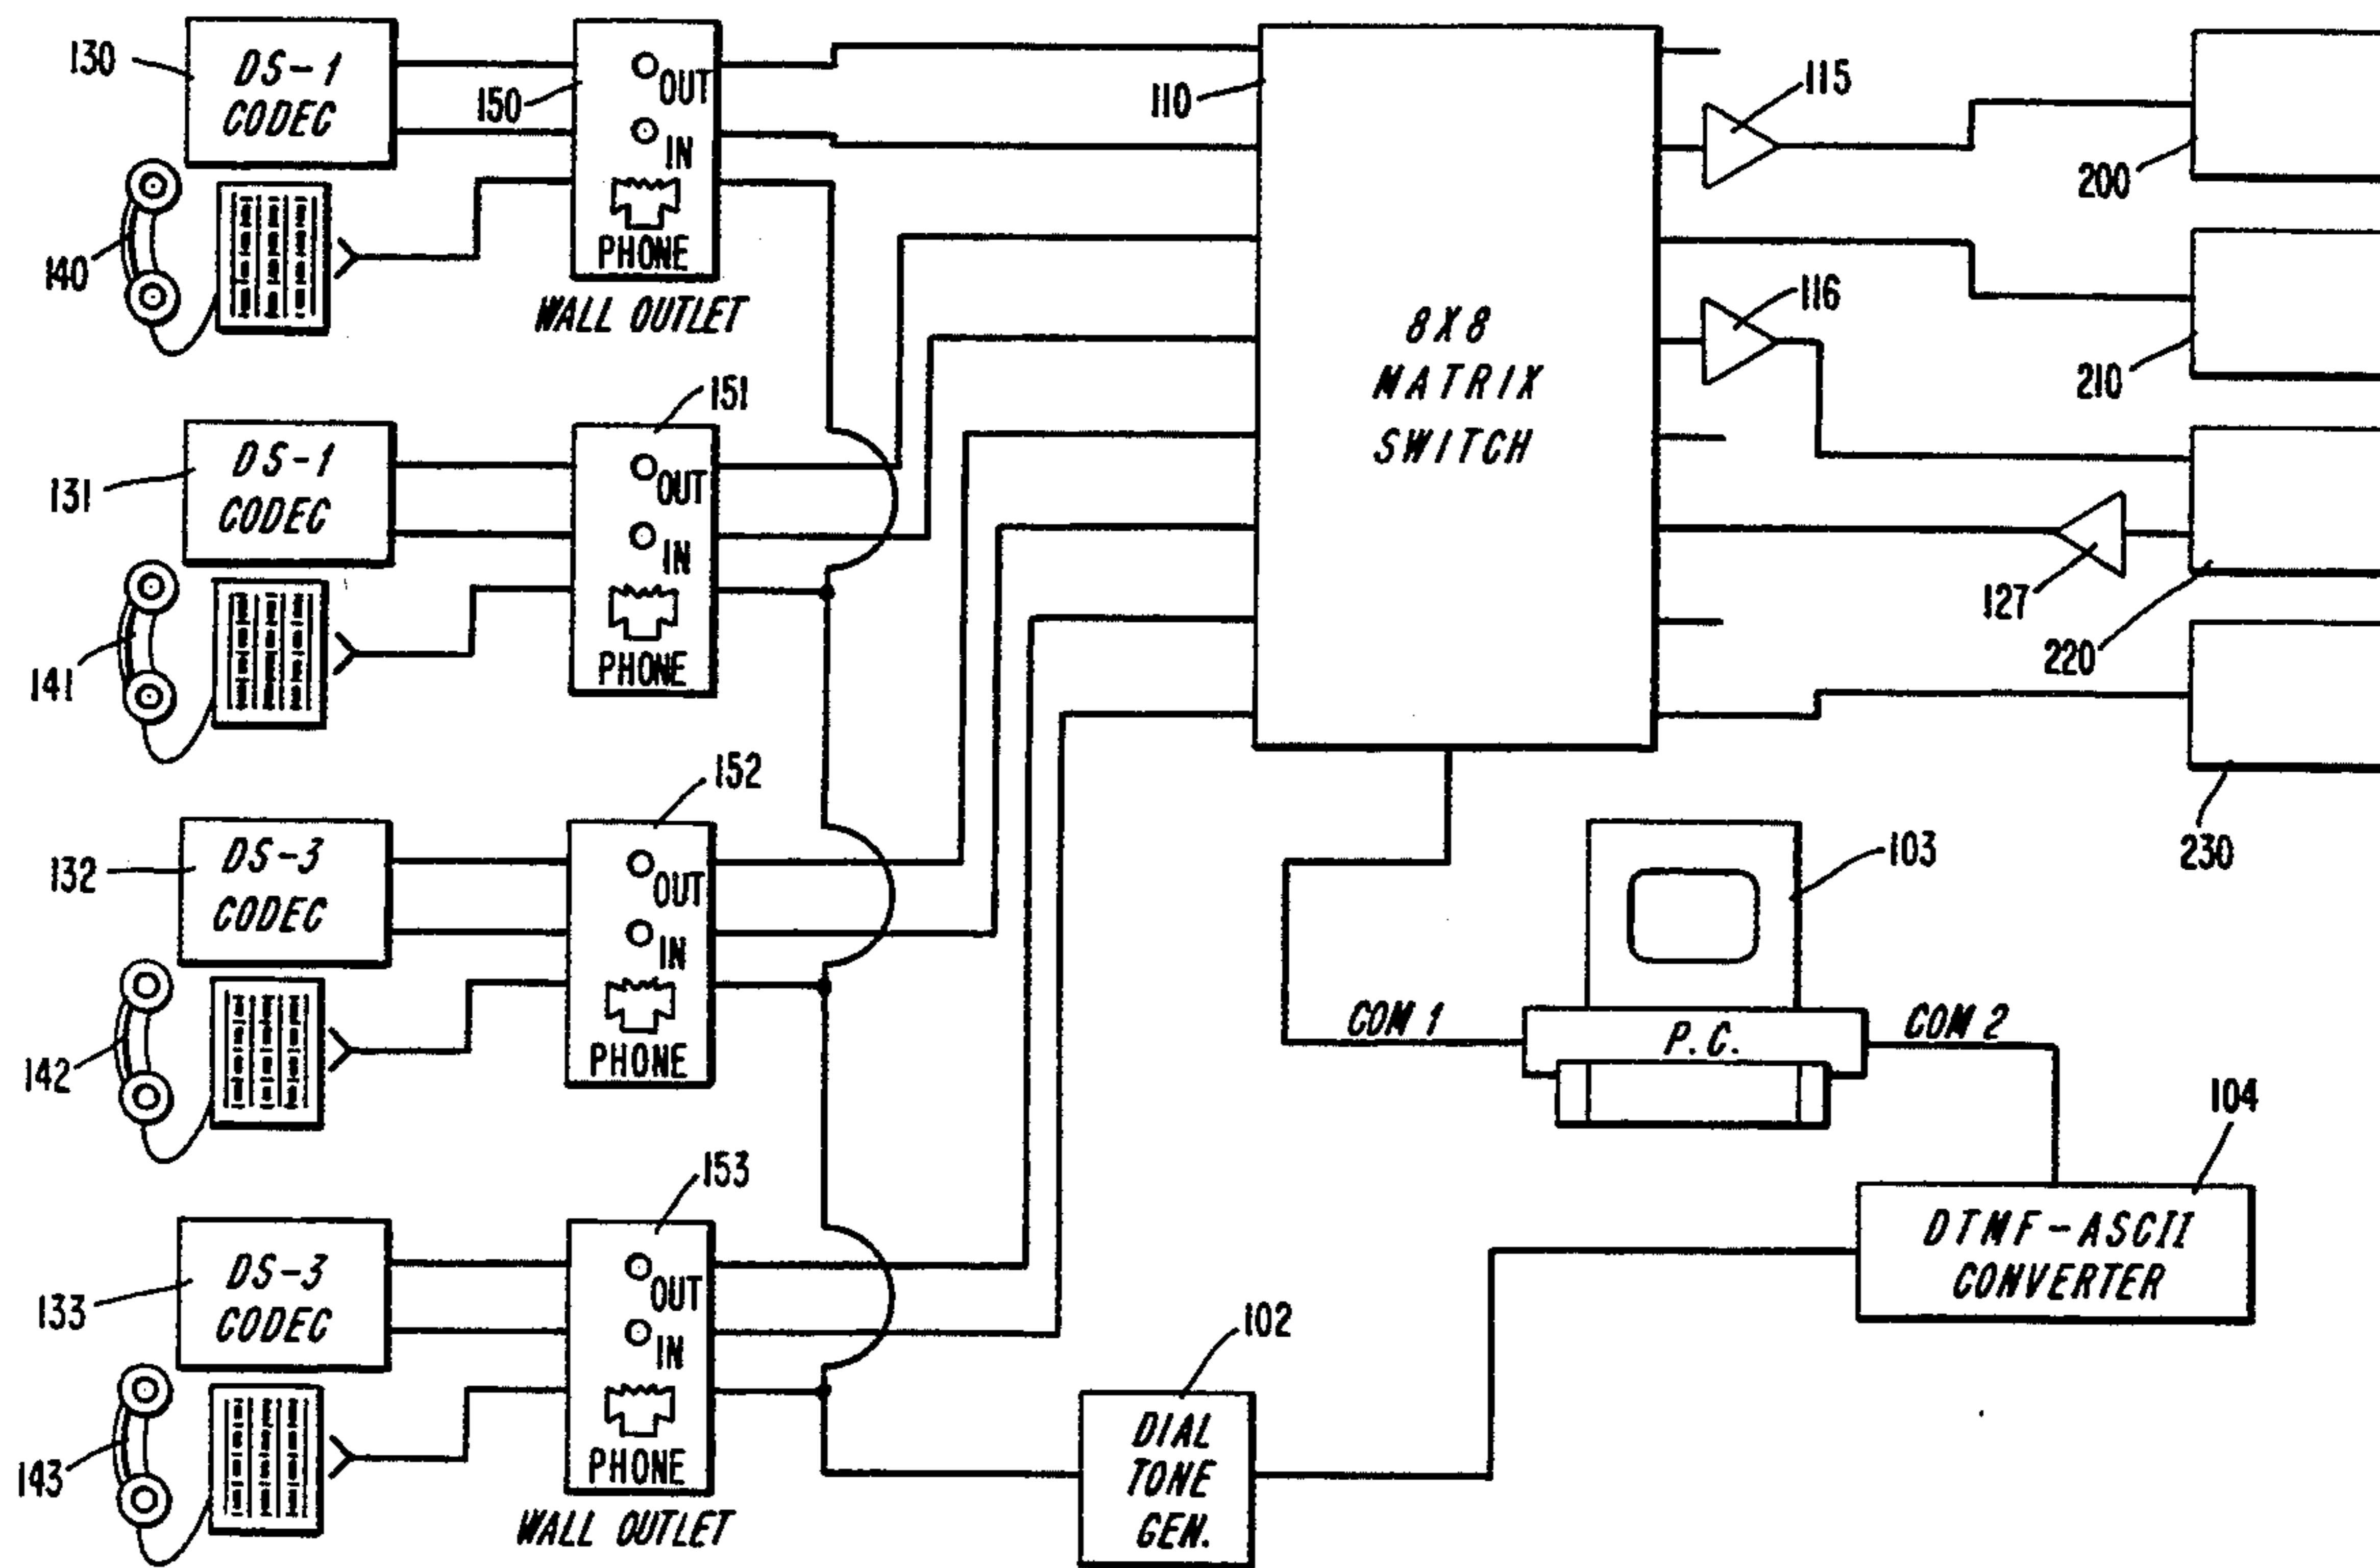 130
DS-1
CODEC
150
OUT
IN
PHONE
WALL OUTLET
140
110
8X8
MATRIX
SWITCH
115
200
116
210
127
220
230
131
DS-1
CODEC
151
OUT
IN
PHONE
141
132
DS-3
CODEC
152
OUT
IN
PHONE
142
103
COM 1
P.C.
COM 2
104
DTMF-ASCII
CONVERTER
133
DS-3
CODEC
153
OUT
IN
PHONE
WALL OUTLET
143
102
DIAL
TONE
GEN.